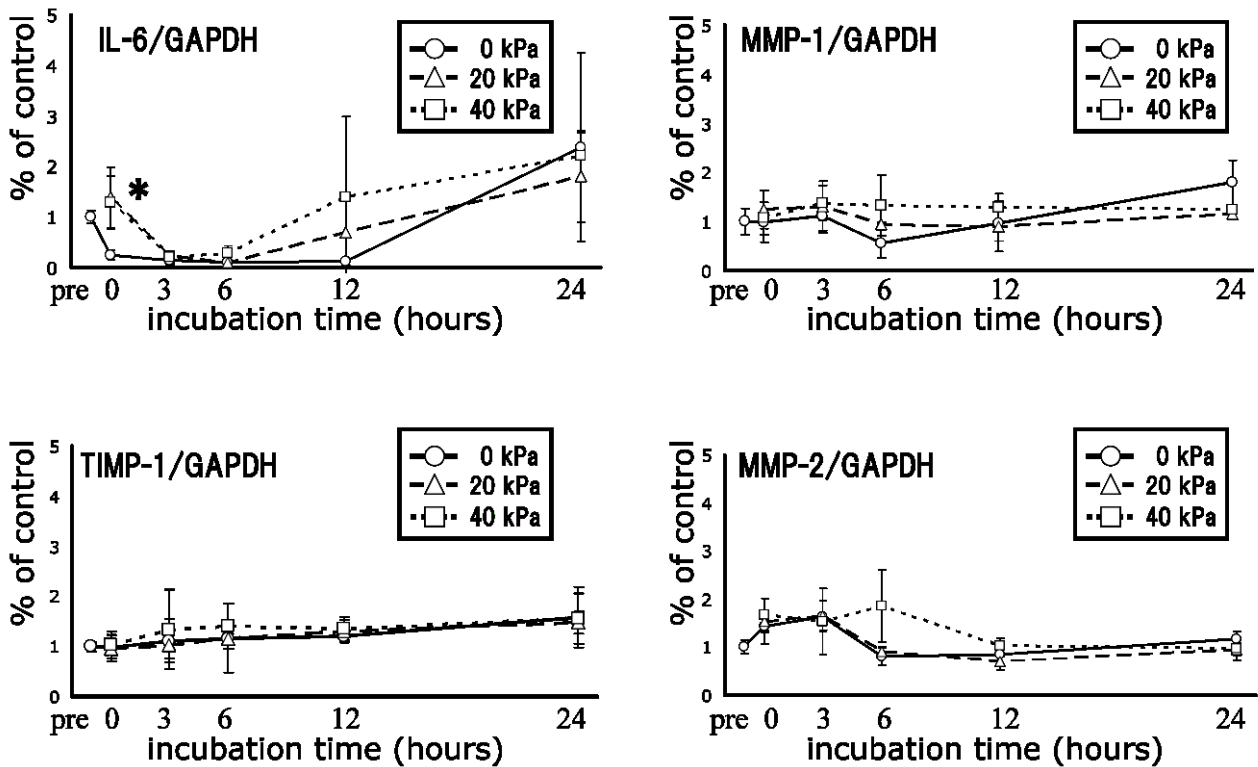 IL-6/GAPDH
0 kPa
20 kPa
40 kPa
% of control
5
4
3
2
1
0
*
pre 0 3 6 12 24
incubation time (hours)
MMP-1/GAPDH
0 kPa
20 kPa
40 kPa
% of control
5
4
3
2
1
0
pre 0 3 6 12 24
incubation time (hours)
TIMP-1/GAPDH
0 kPa
20 kPa
40 kPa
% of control
5
4
3
2
1
0
pre 0 3 6 12 24
incubation time (hours)
MMP-2/GAPDH
0 kPa
20 kPa
40 kPa
% of control
5
4
3
2
1
0
pre 0 3 6 12 24
incubation time (hours)